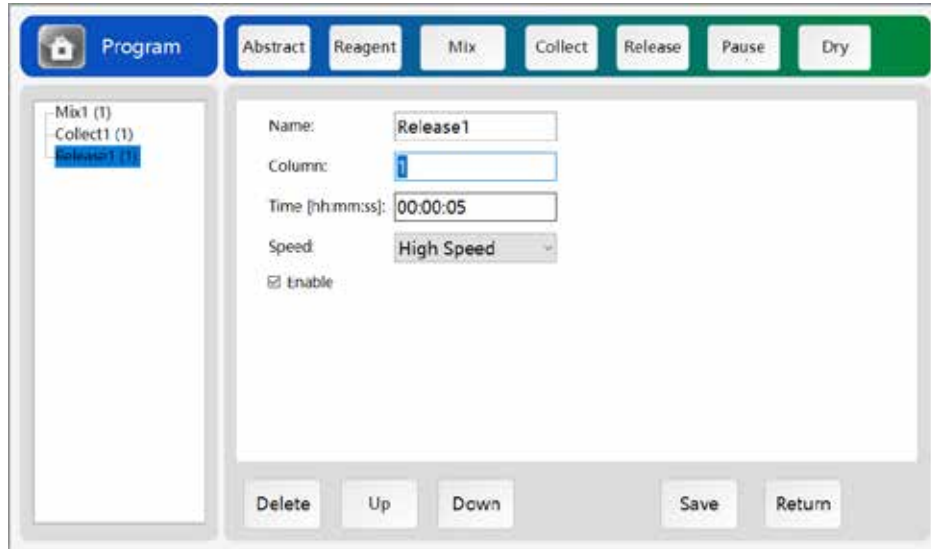 Program
Abstract
Reagent
Mix
Collect
Release
Pause
Dry
Mix1 (1)
Collect1 (1)
Release1 (1)
Name: Release1
Column: 1
Time [hh:mm:ss]: 00:00:05
Speed: High Speed
Enable
Delete
Up
Down
Save
Return